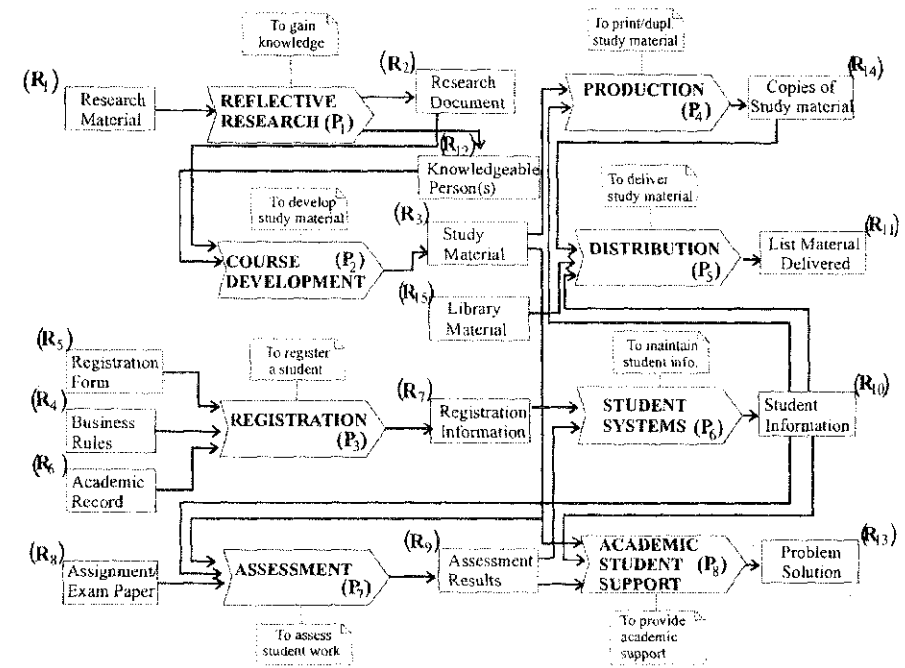 To gain
knowledge
(R1)
Research
Material
REFLECTIVE
RESEARCH (P1)
(R2)
Research
Document
(R12)
Knowledgeable
Person(s)
To print/dupl.
study material
PRODUCTION
(P4)
(R14)
Copies of
Study material
To develop
study material
COURSE (P2)
DEVELOPMENT
(R3)
Study
Material
(R15)
Library
Material
To deliver
study material
DISTRIBUTION
(P5)
(R11)
List Material
Delivered
(R5)
Registration
Form
(R4)
Business
Rules
(R6)
Academic
Record
To register
a student
REGISTRATION
(P3)
(R7)
Registration
Information
To maintain
student info.
STUDENT
SYSTEMS (P6)
(R10)
Student
Information
(R8)
Assignment/
Exam Paper
ASSESSMENT
(P7)
To assess
student work
(R9)
Assessment
Results
ACADEMIC
STUDENT (P8)
SUPPORT
To provide
academic
support
(R13)
Problem
Solution